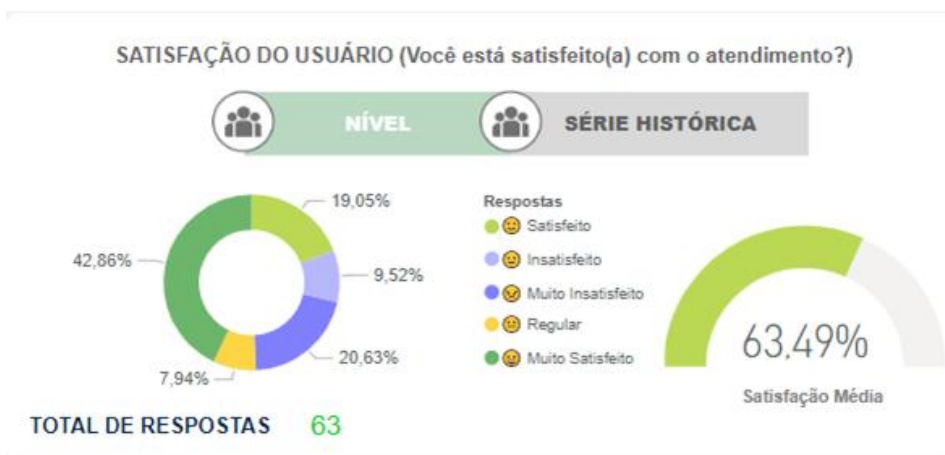 SATISFAÇÃO DO USUÁRIO (Você está satisfeito(a) com o atendimento?)
NÍVEL
SÉRIE HISTÓRICA
19,05%
9,52%
20,63%
7,94%
42,86%
Respostas
Satisfeito
Insatisfeito
Muito Insatisfeito
Regular
Muito Satisfeito
63,49%
Satisfação Média
TOTAL DE RESPOSTAS 63